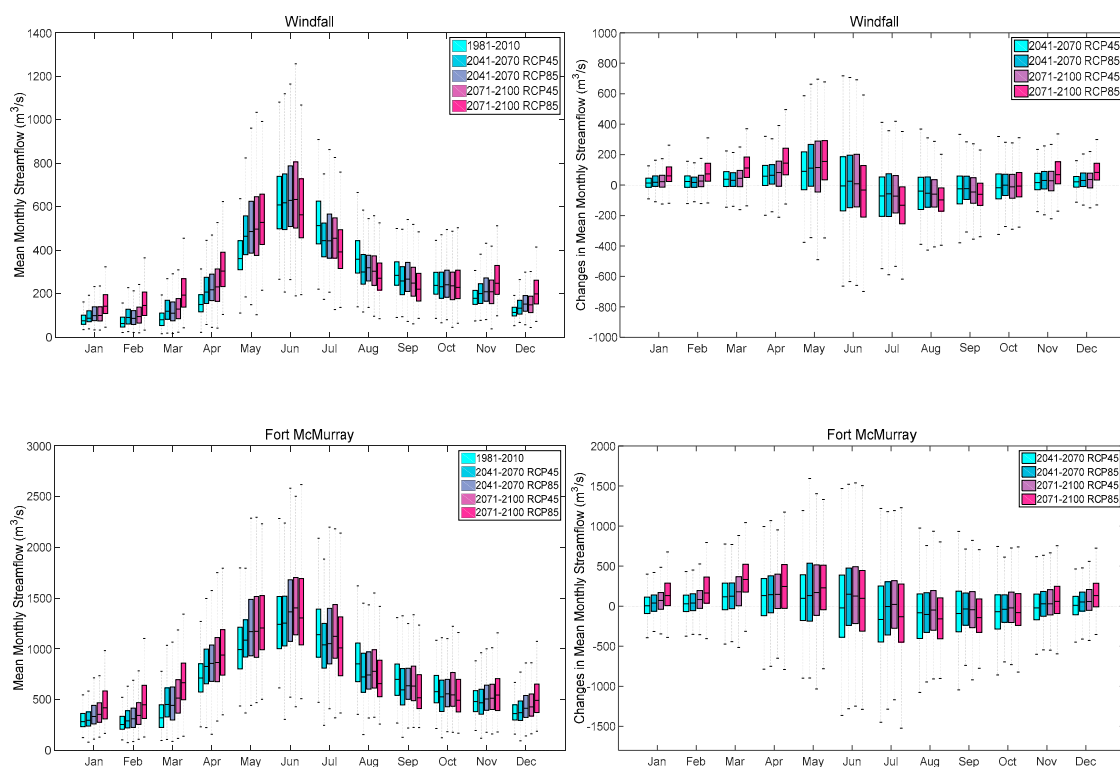 Windfall
Mean Monthly Streamflow (m³/s)
1400
1200
1000
800
600
400
200
0
1981-2010
2041-2070 RCP45
2041-2070 RCP85
2071-2100 RCP45
2071-2100 RCP85
Jan Feb Mar Apr May Jun Jul Aug Sep Oct Nov Dec
Windfall
Changes in Mean Monthly Streamflow (m³/s)
1000
800
600
400
200
0
-200
-400
-600
-800
-1000
2041-2070 RCP45
2041-2070 RCP85
2071-2100 RCP45
2071-2100 RCP85
Jan Feb Mar Apr May Jun Jul Aug Sep Oct Nov Dec
Fort McMurray
Mean Monthly Streamflow (m³/s)
3000
2500
2000
1500
1000
500
0
1981-2010
2041-2070 RCP45
2041-2070 RCP85
2071-2100 RCP45
2071-2100 RCP85
Jan Feb Mar Apr May Jun Jul Aug Sep Oct Nov Dec
Fort McMurray
Changes in Mean Monthly Streamflow (m³/s)
2000
1500
1000
500
0
-500
-1000
-1500
2041-2070 RCP45
2041-2070 RCP85
2071-2100 RCP45
2071-2100 RCP85
Jan Feb Mar Apr May Jun Jul Aug Sep Oct Nov Dec